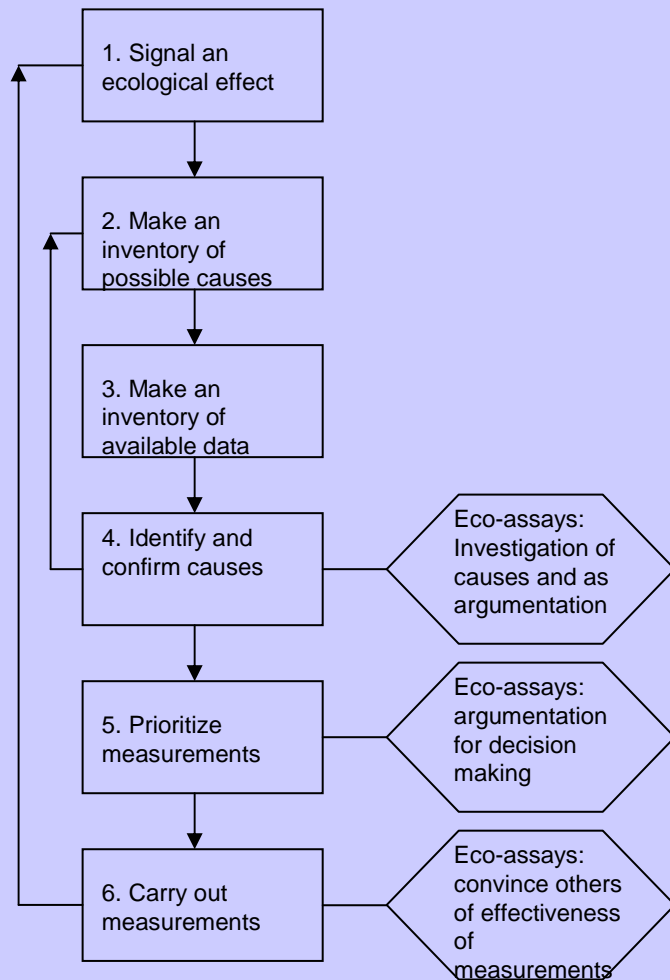 1. Signal an
ecological effect
2. Make an
inventory of
possible causes
3. Make an
inventory of
available data
4. Identify and
confirm causes
Eco-assays:
Investigation of
causes and as
argumentation
5. Prioritize
measurements
Eco-assays:
argumentation
for decision
making
6. Carry out
measurements
Eco-assays:
convince others
of effectiveness
of
measurements